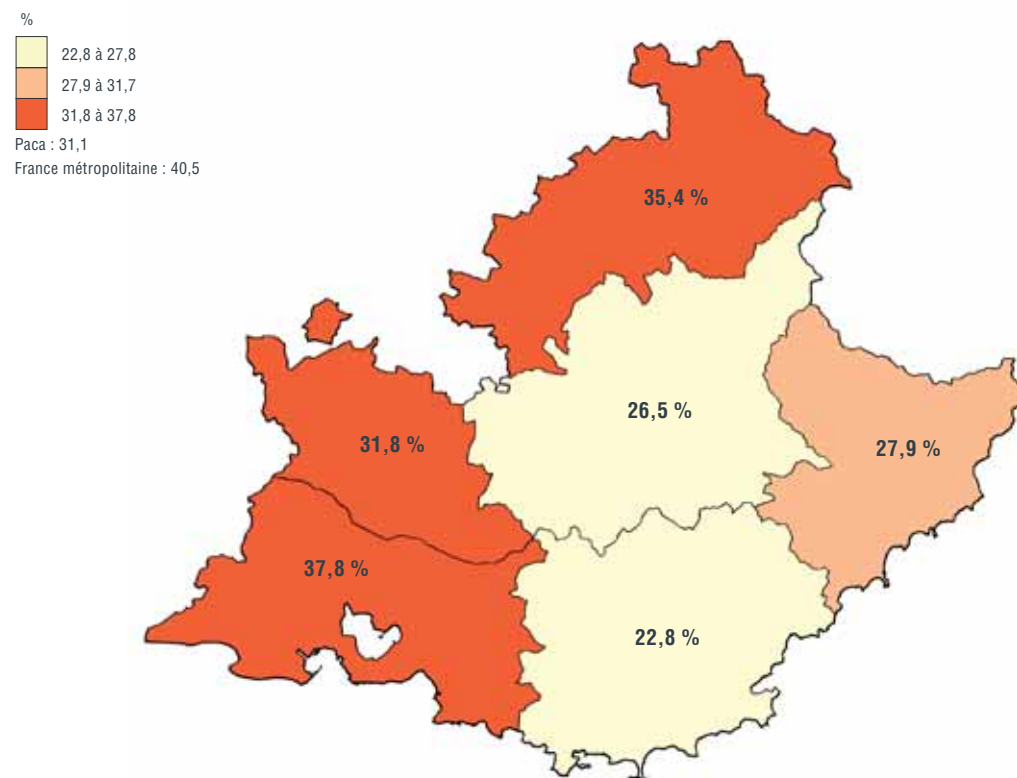 %
22,8 à 27,8
27,9 à 31,7
31,8 à 37,8
Paca : 31,1
France métropolitaine : 40,5
35,4 %
26,5 %
27,9 %
31,8 %
37,8 %
22,8 %